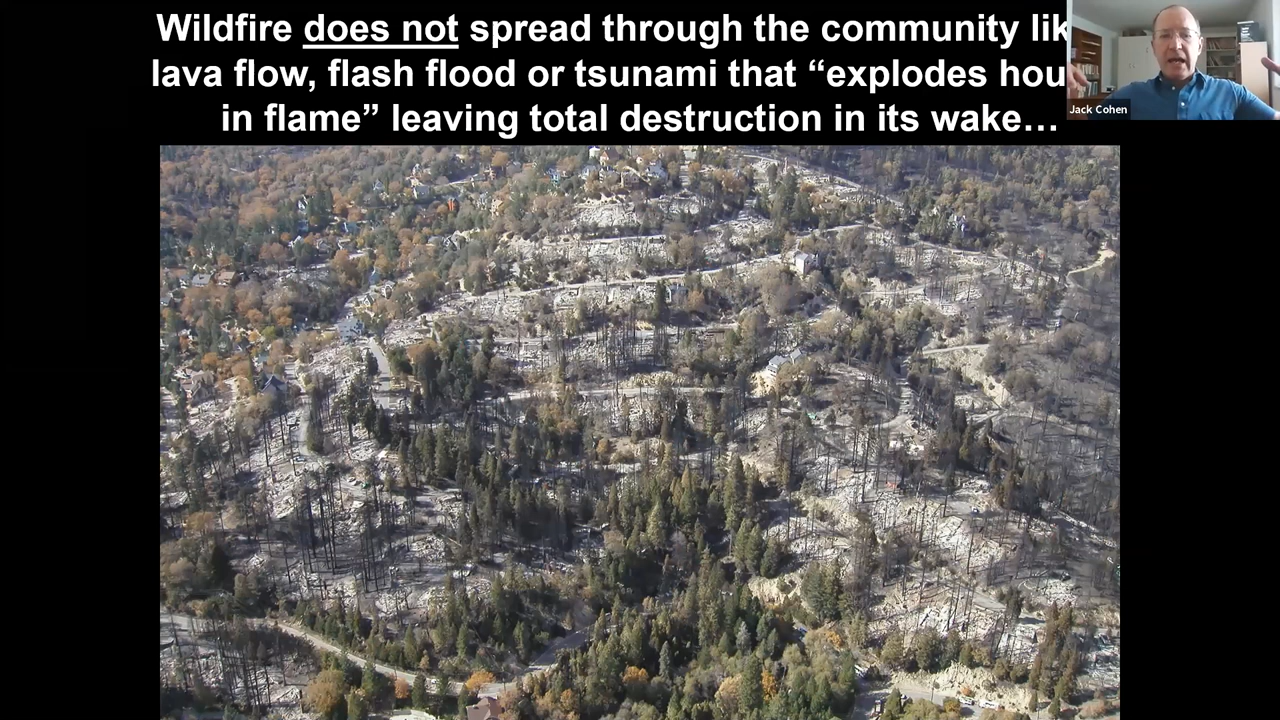 Wildfire does not spread through the community
lava flow, flash flood or tsunami that “explodes
in flame” leaving total destruction in its wake…
Jack Cohen